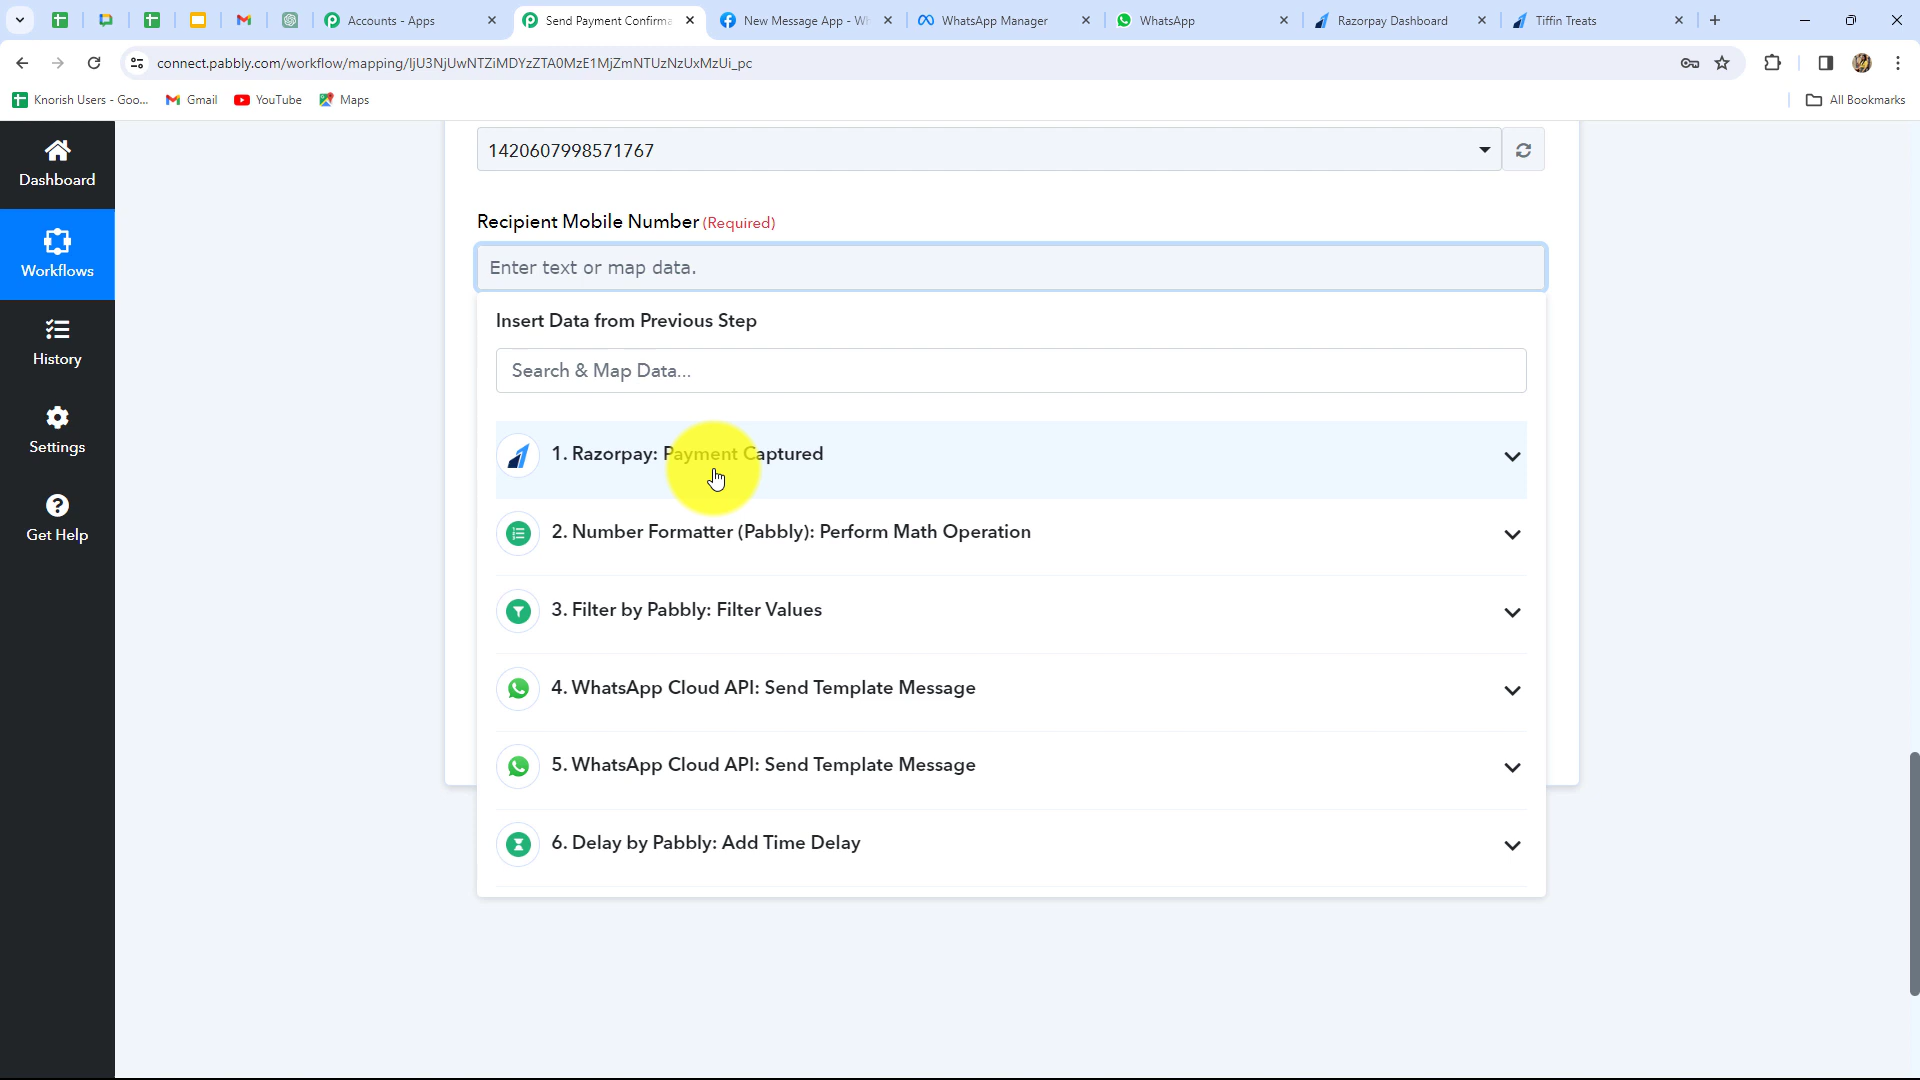 Accounts - Apps
Send Payment Confirma
New Message App - Wh
WhatsApp Manager
WhatsApp
Razorpay Dashboard
Tiffin Treats
connect.pabbly.com/workflow/mapping/IjU3NjUwNTZiMDYzZTA0MzE1MjZmNTUzNzUxMzUi_pc
Knorish Users - Goo...
Gmail
YouTube
Maps
All Bookmarks
Dashboard
Workflows
History
Settings
Get Help
1420607998571767
Recipient Mobile Number (Required)
Enter text or map data.
Insert Data from Previous Step
Search & Map Data...
1. Razorpay: Payment Captured
2. Number Formatter (Pabbly): Perform Math Operation
3. Filter by Pabbly: Filter Values
4. WhatsApp Cloud API: Send Template Message
5. WhatsApp Cloud API: Send Template Message
6. Delay by Pabbly: Add Time Delay